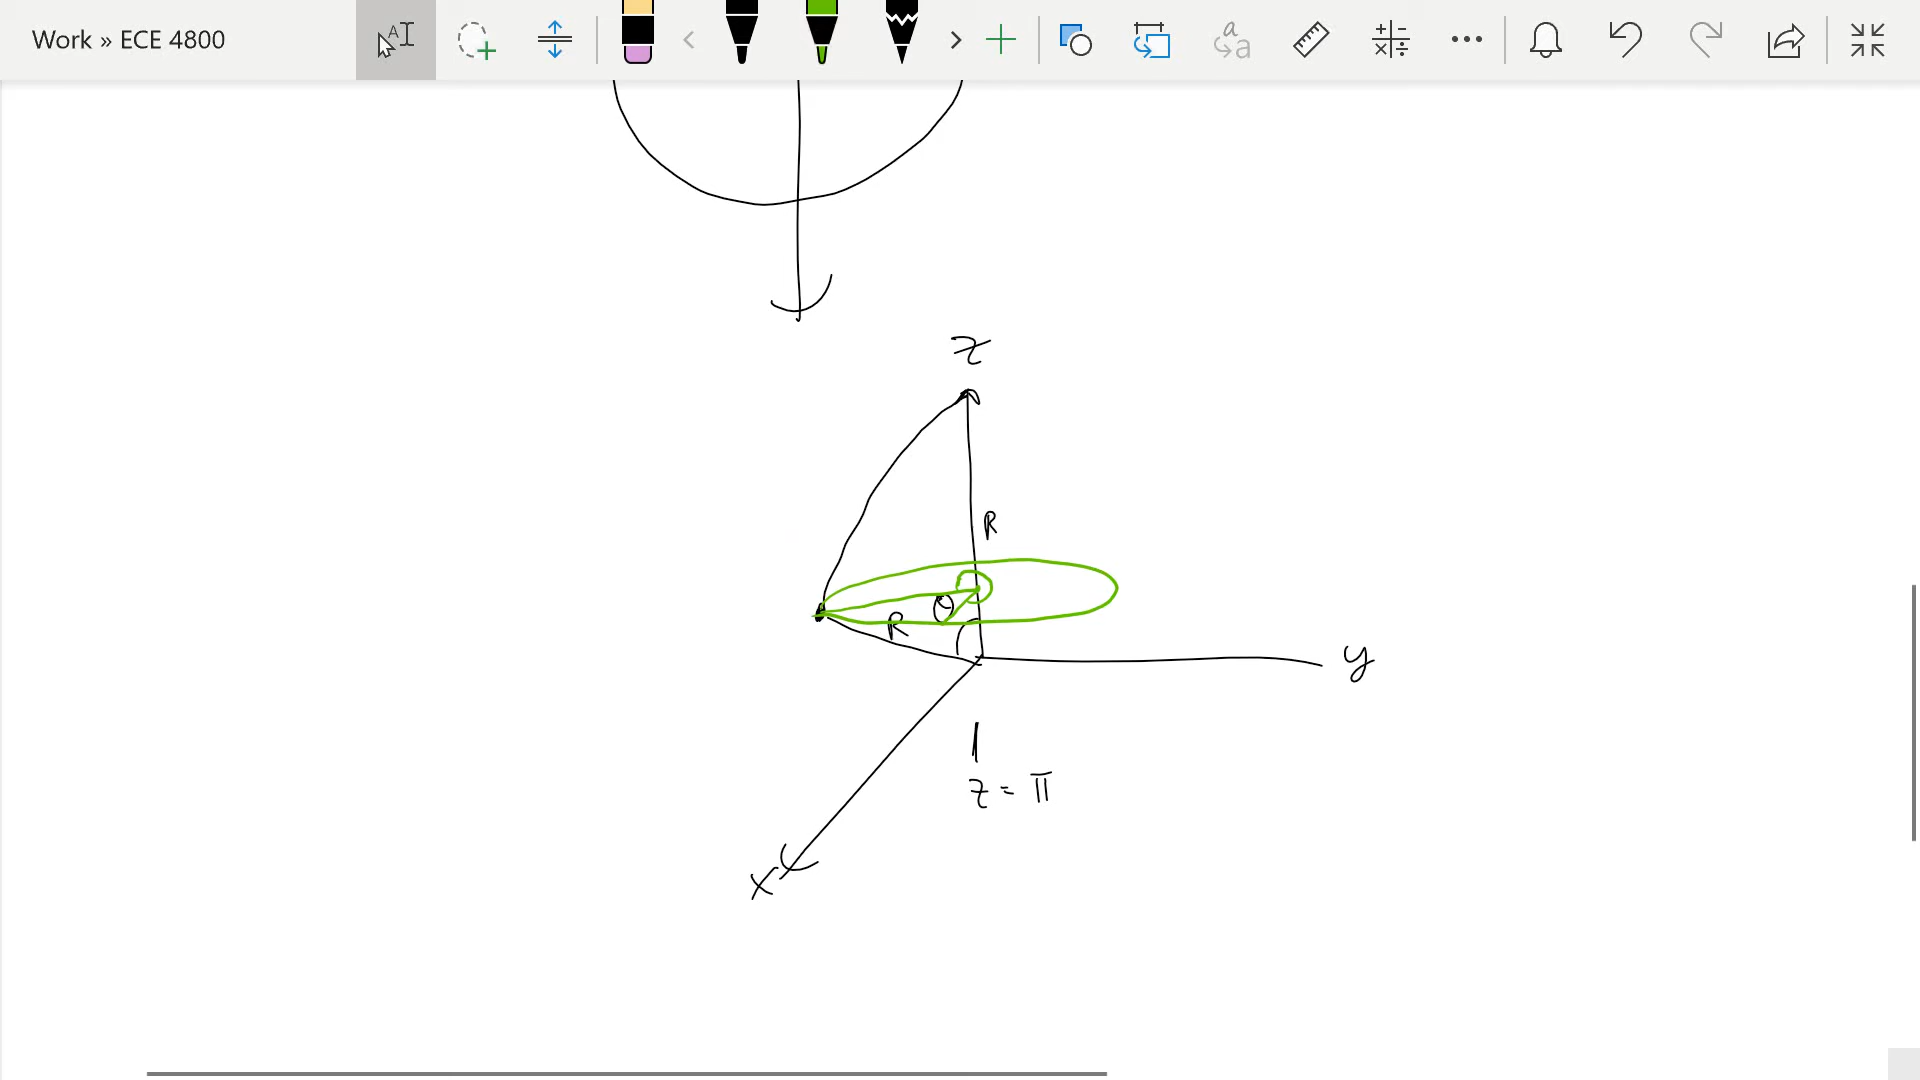 Work » ECE 4800
z
R
θ
R
y
z = π
x